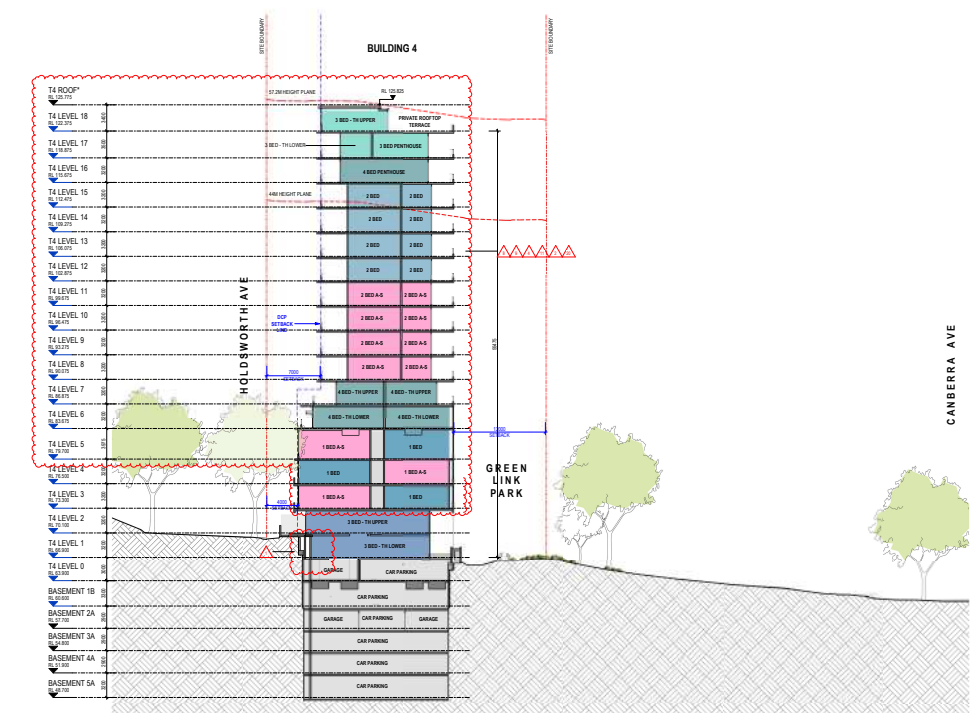 BUILDING 4
SITE BOUNDARY
SITE BOUNDARY
T4 ROOF*
RL 125.775
57.2M HEIGHT PLANE
RL 125.825
T4 LEVEL 18
RL 122.375
3 BED - TH UPPER
PRIVATE ROOFTOP
TERRACE
T4 LEVEL 17
RL 118.875
3 BED - TH LOWER
3 BED PENTHOUSE
T4 LEVEL 16
RL 115.675
4 BED PENTHOUSE
T4 LEVEL 15
RL 112.475
44M HEIGHT PLANE
2 BED
2 BED
T4 LEVEL 14
RL 109.275
2 BED
2 BED
T4 LEVEL 13
RL 106.075
2 BED
2 BED
T4 LEVEL 12
RL 102.875
2 BED
2 BED
T4 LEVEL 11
RL 99.675
2 BED A-S
2 BED A-S
T4 LEVEL 10
RL 96.475
2 BED A-S
2 BED A-S
DCP
SETBACK
LINE
T4 LEVEL 9
RL 93.275
2 BED A-S
2 BED A-S
T4 LEVEL 8
RL 90.075
2 BED A-S
2 BED A-S
7000
SETBACK
T4 LEVEL 7
RL 86.875
4 BED - TH UPPER
4 BED - TH UPPER
T4 LEVEL 6
RL 83.675
4 BED - TH LOWER
4 BED - TH LOWER
T4 LEVEL 5
RL 79.700
1 BED A-S
1 BED
SETBACK
T4 LEVEL 4
RL 76.500
1 BED
1 BED A-S
T4 LEVEL 3
RL 73.300
1 BED A-S
1 BED
4000
SETBACK
T4 LEVEL 2
RL 70.100
3 BED - TH UPPER
T4 LEVEL 1
RL 66.900
3 BED - TH LOWER
T4 LEVEL 0
RL 63.900
GARAGE
CAR PARKING
BASEMENT 1B
RL 60.600
CAR PARKING
BASEMENT 2A
RL 57.700
GARAGE
CAR PARKING
GARAGE
BASEMENT 3A
RL 54.800
CAR PARKING
BASEMENT 4A
RL 51.900
CAR PARKING
BASEMENT 5A
RL 48.700
CAR PARKING
HOLDSWORTH AVE
GREEN
LINK
PARK
CANBERRA AVE